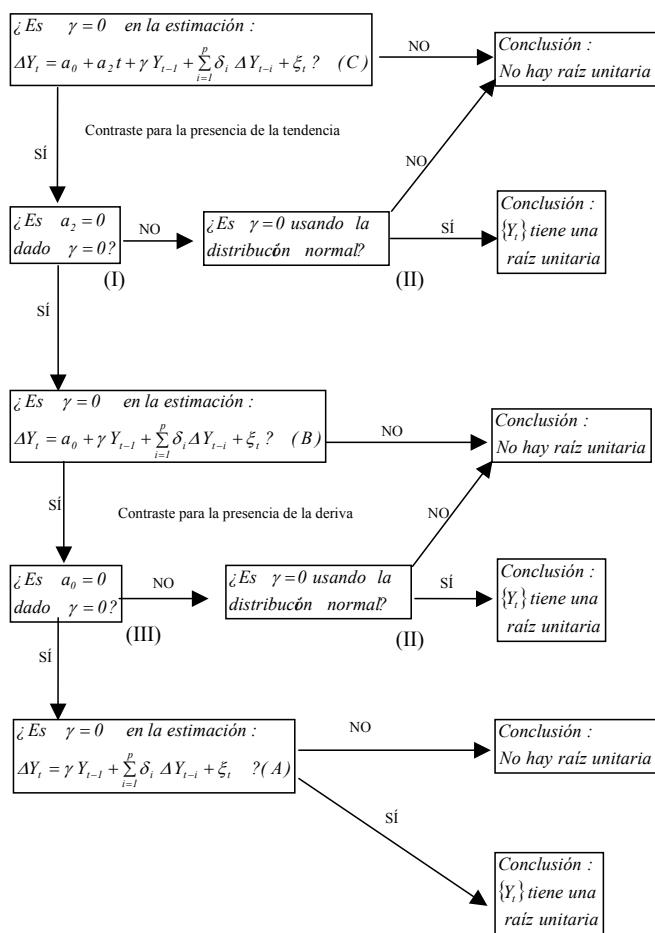 ¿Es γ = 0 en la estimación :
ΔY_t = a_0 + a_2 t + γ Y_{t-1} + \sum_{i=1}^{p} δ_i ΔY_{t-i} + ξ_t ? (C)
NO
Conclusión :
No hay raíz unitaria
SÍ
Contraste para la presencia de la tendencia
NO
¿Es a_2 = 0
dado γ = 0?
(I)
NO
¿Es γ = 0 usando la
distribucón normal?
(II)
SÍ
Conclusión :
{Y_t} tiene una
raíz unitaria
SÍ
¿Es γ = 0 en la estimación :
ΔY_t = a_0 + γ Y_{t-1} + \sum_{i=1}^{p} δ_i ΔY_{t-i} + ξ_t ? (B)
NO
Conclusión :
No hay raíz unitaria
SÍ
Contraste para la presencia de la deriva
NO
¿Es a_0 = 0
dado γ = 0?
(III)
NO
¿Es γ = 0 usando la
distribucón normal?
(II)
SÍ
Conclusión :
{Y_t} tiene una
raíz unitaria
SÍ
¿Es γ = 0 en la estimación :
ΔY_t = γ Y_{t-1} + \sum_{i=1}^{p} δ_i ΔY_{t-i} + ξ_t ?(A)
NO
Conclusión :
No hay raíz unitaria
SÍ
Conclusión :
{Y_t} tiene una
raíz unitaria